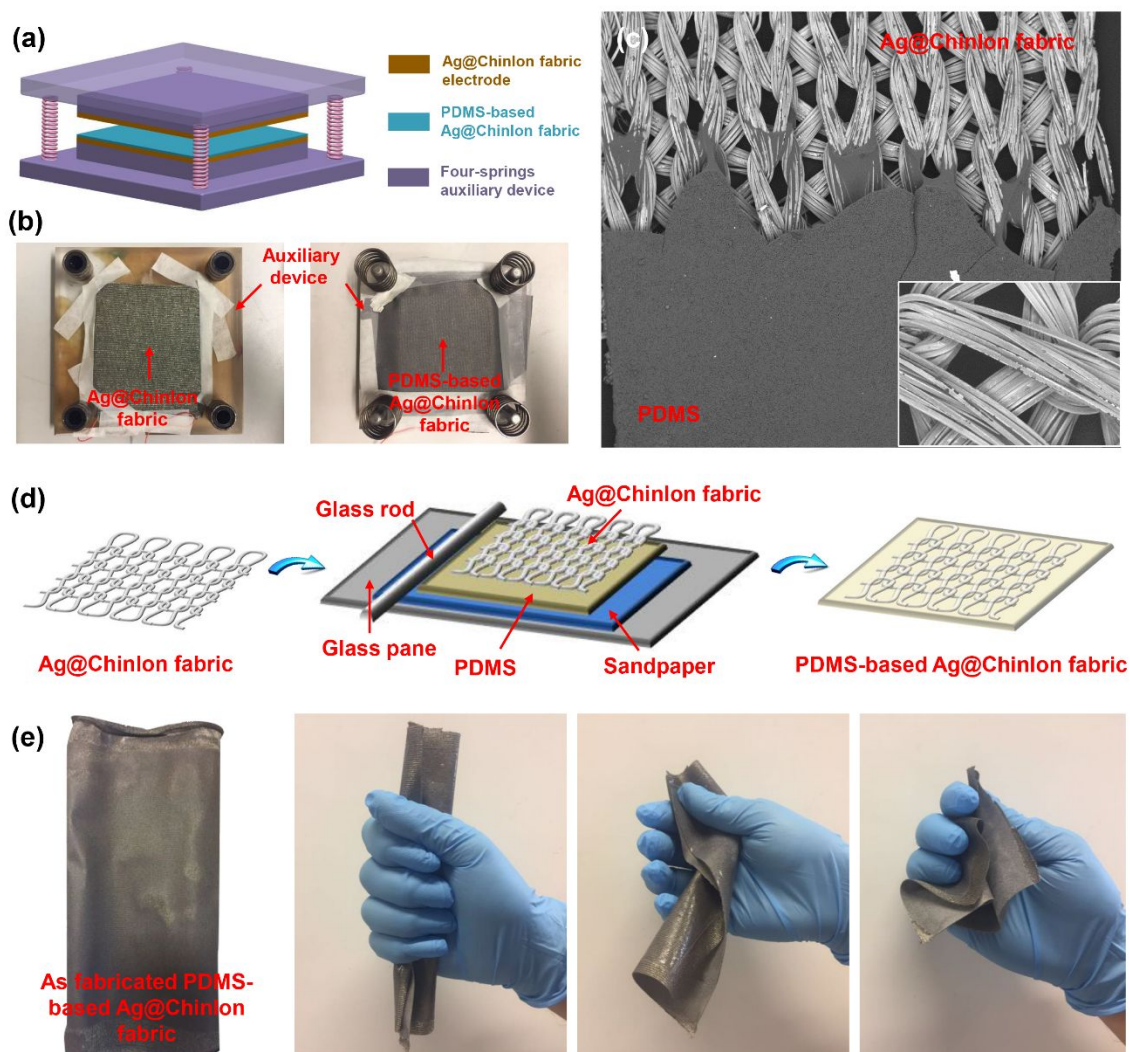 (a)
Ag@Chinlon fabric
electrode
PDMS-based
Ag@Chinlon fabric
Four-springs
auxiliary device
(b)
Auxiliary
device
Ag@Chinlon
fabric
PDMS-based
Ag@Chinlon
fabric
(c)
Ag@Chinlon fabric
PDMS
(d)
Ag@Chinlon fabric
Glass rod
Glass pane
PDMS
Sandpaper
Ag@Chinlon fabric
PDMS-based Ag@Chinlon fabric
(e)
As fabricated PDMS-
based Ag@Chinlon
fabric